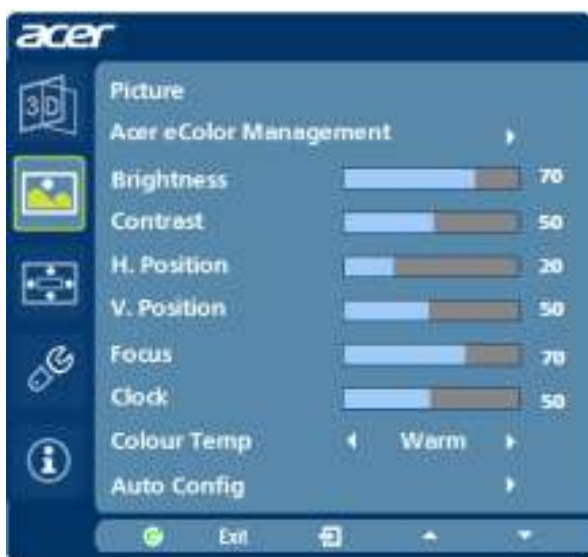 acer
3D
Picture
Acer eColor Management
Brightness 70
Contrast 50
H. Position 20
V. Position 50
Focus 70
Clock 50
Colour Temp Warm
Auto Config
Exit